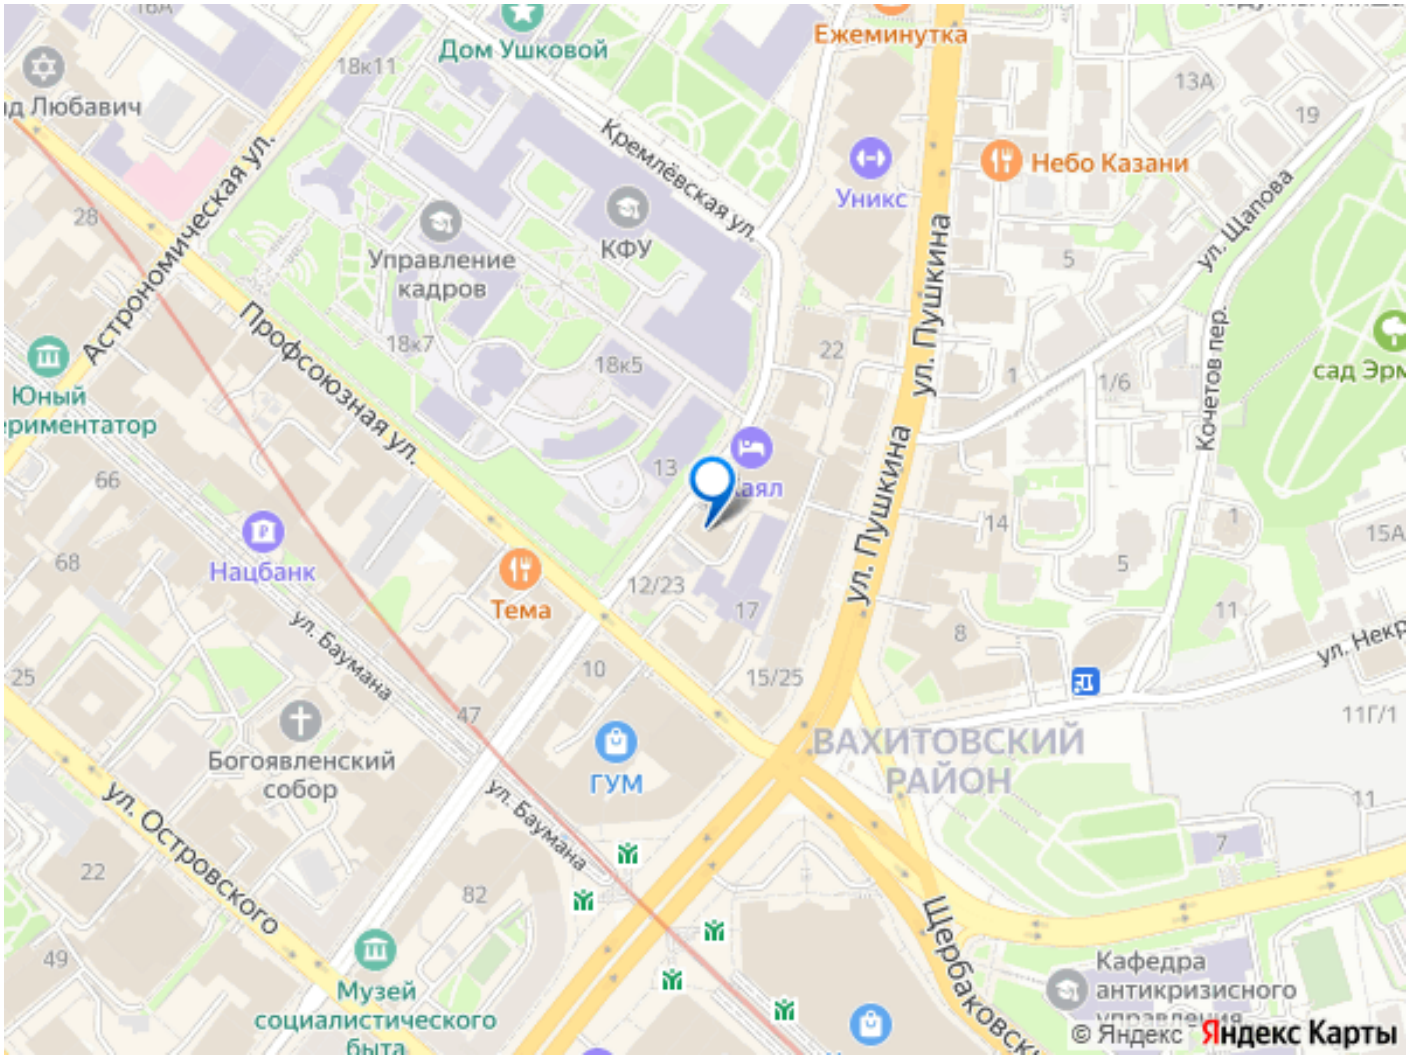 16А
Дом Ушковой
Ежеминутка
18к11
13А
д Любавич
19
Астрономическая ул.
Кремлёвская ул.
Уникс
Небо Казани
ул. Пушкина
ул. Щапова
28
КФУ
Управление
кадров
5
Профсоюзная ул.
18к7
18к5
22
1
1/6
Кочетов пер.
сад Эрм
Юный
ериментатор
66
13
аял
ул. Пушкина
14
1
15А
68
Нацбанк
Тема
12/23
17
5
11
8
ул. Баумана
ул. Некр
25
10
15/25
47
11Г/1
Богоявленский
собор
ГУМ
ВАХИТОВСКИЙ
РАЙОН
ул. Островского
ул. Баумана
11
7
22
82
Щербаковски
49
Музей
социалистического
быта
Кафедра
антикризисного
управления
© Яндекс Яндекс Карты